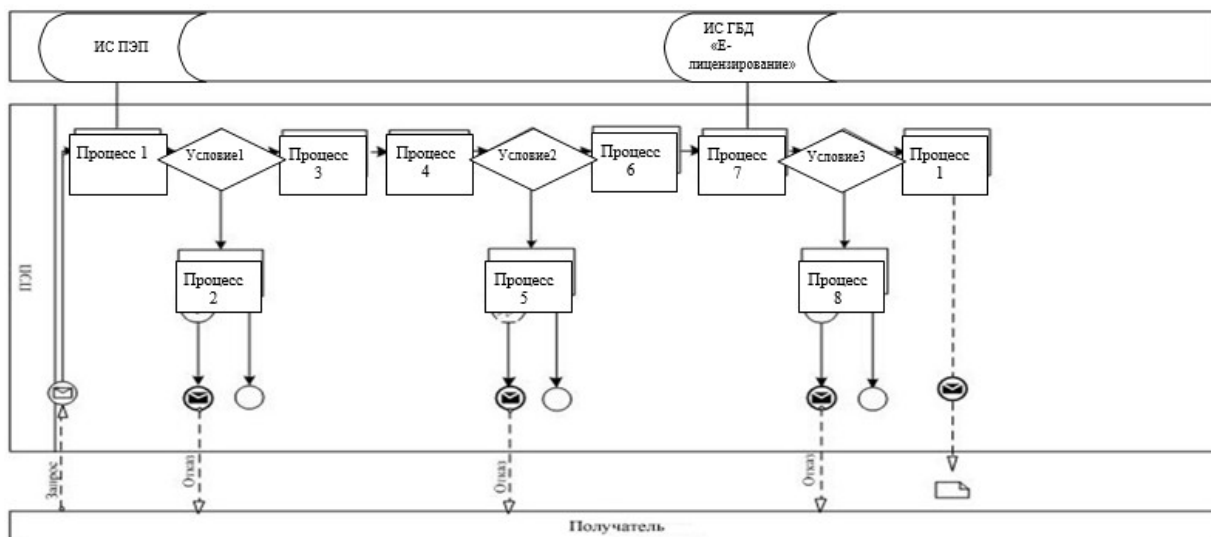 ИС ПЭП
ИС ГБД
«Е-
лицензирование»
Процесс 1
Условие1
Процесс
3
Процесс
4
Условие2
Процесс
6
Процесс
7
Условие3
Процесс
1
Процесс
2
Процесс
5
Процесс
8
Запрос
Отказ
Отказ
Отказ
Получатель